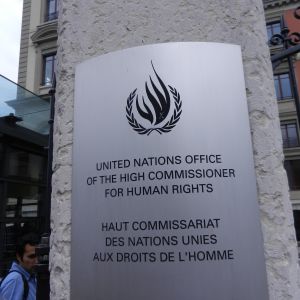 UNITED NATIONS OFFICE
OF THE HIGH COMMISSIONER
FOR HUMAN RIGHTS
HAUT COMMISSARIAT
DES NATIONS UNIES
AUX DROITS DE L'HOMME